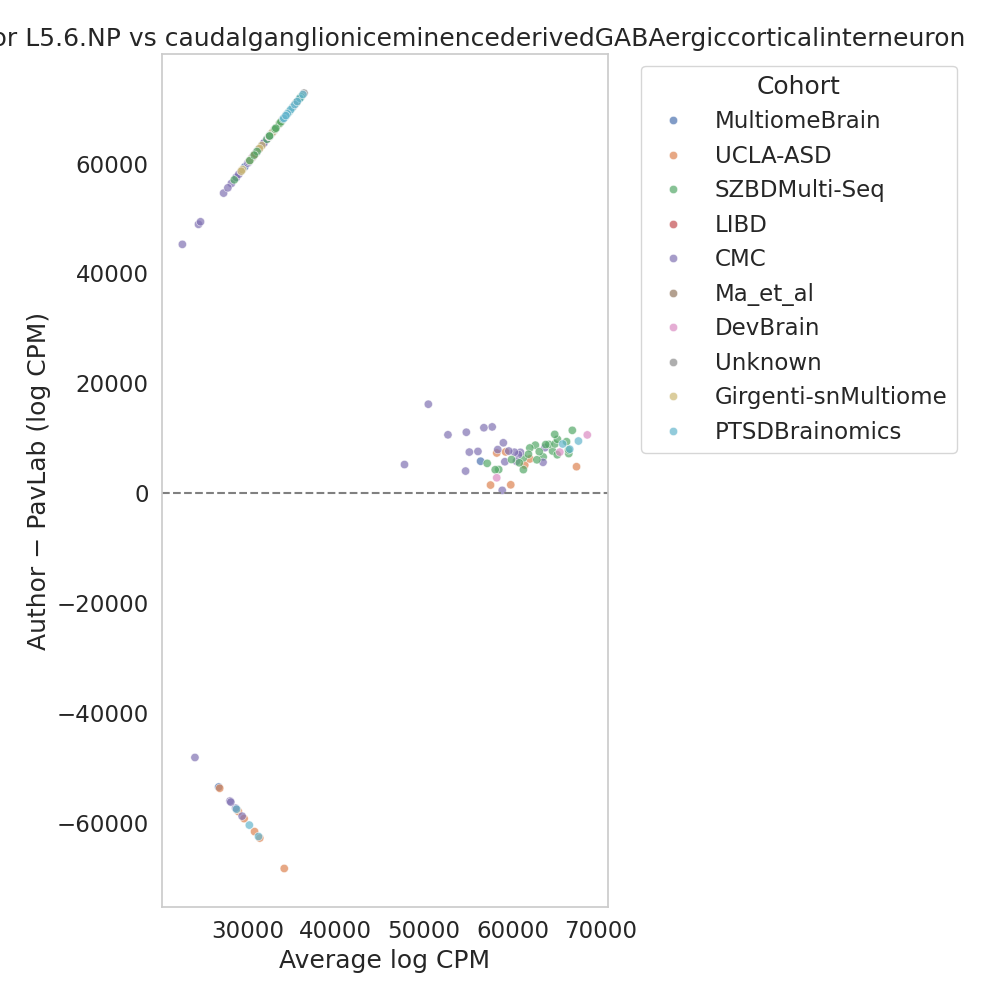 or L5.6.NP vs caudalganglioniceminencederivedGABAergiccorticalinterneuron
Cohort
MultiomeBrain
UCLA-ASD
SZBDMulti-Seq
LIBD
CMC
Ma_et_al
DevBrain
Unknown
Girgenti-snMultiome
PTSDBrainomics
Author − PavLab (log CPM)
60000
40000
20000
0
−20000
−40000
−60000
30000 40000 50000 60000 70000
Average log CPM